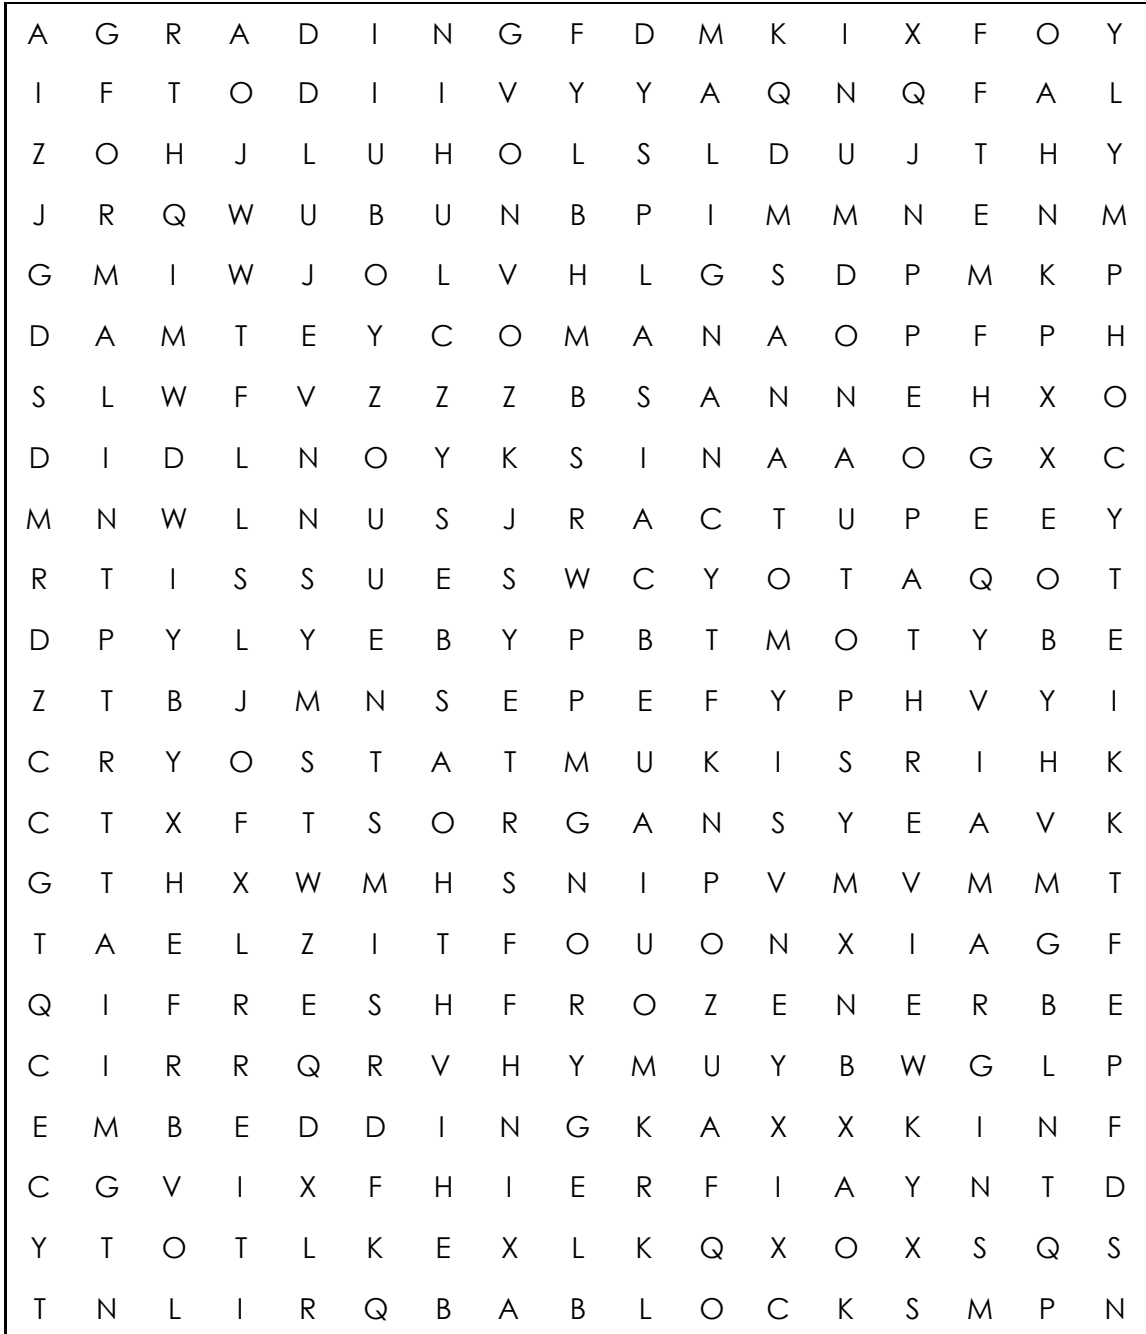 A G R A D I N G F D M K I X F O Y
I F T O D I I V Y Y A Q N Q F A L
Z O H J L U H O L S L D U J T H Y
J R Q W U B U N B P I M M N E N M
G M I W J O L V H L G S D P M K P
D A M T E Y C O M A N A O P F P H
S L W F V Z Z Z B S A N N E H X O
D I D L N O Y K S I N A A O G X C
M N W L N U S J R A C T U P E E Y
R T I S S U E S W C Y O T A Q O T
D P Y L Y E B Y P B T M O T Y B E
Z T B J M N S E P E F Y P H V Y I
C R Y O S T A T M U K I S R I H K
C T X F T S O R G A N S Y E A V K
G T H X W M H S N I P V M V M M T
T A E L Z I T F O U O N X I A G F
Q I F R E S H F R O Z E N E R B E
C I R R Q R V H Y M U Y B W G L P
E M B E D D I N G K A X X K I N F
C G V I X F H I E R F I A Y N T D
Y T O T L K E X L K Q X O X S Q S
T N L I R Q B A B L O C K S M P N